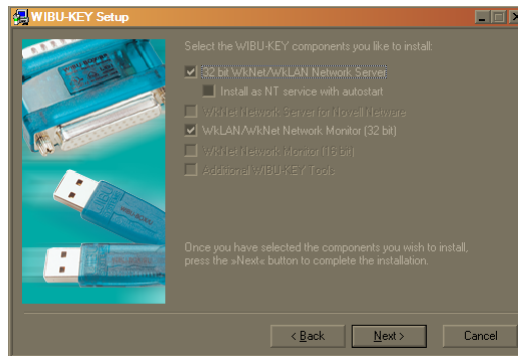 WIBU-KEY Setup
Select the WIBU-KEY components you like to install:
32 bit WkNet/WkLAN Network Server
Install as NT service with autostart
WkNet Network Server for Novell Netware
WkLAN/WkNet Network Monitor (32 bit)
WkNet Network Monitor (16 bit)
Additional WIBU-KEY Tools
Once you have selected the components you wish to install,
press the »Next« button to complete the installation.
< Back
Next >
Cancel